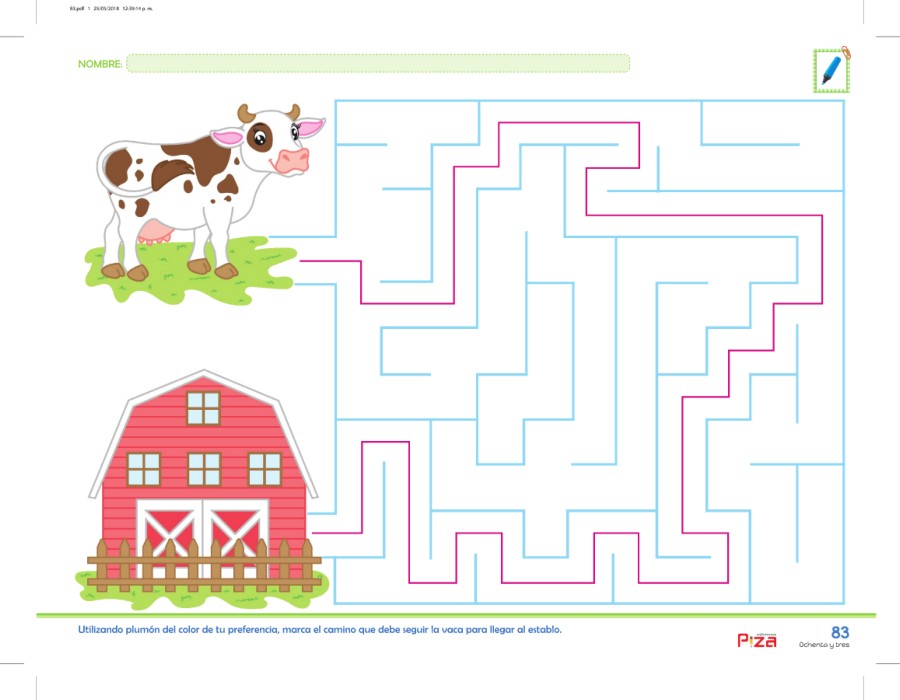 83.pdf 1 25/05/2018 12:39:14 p. m.
NOMBRE:
Utilizando plumón del color de tu preferencia, marca el camino que debe seguir la vaca para llegar al establo.
Piza
83
Ochenta y tres